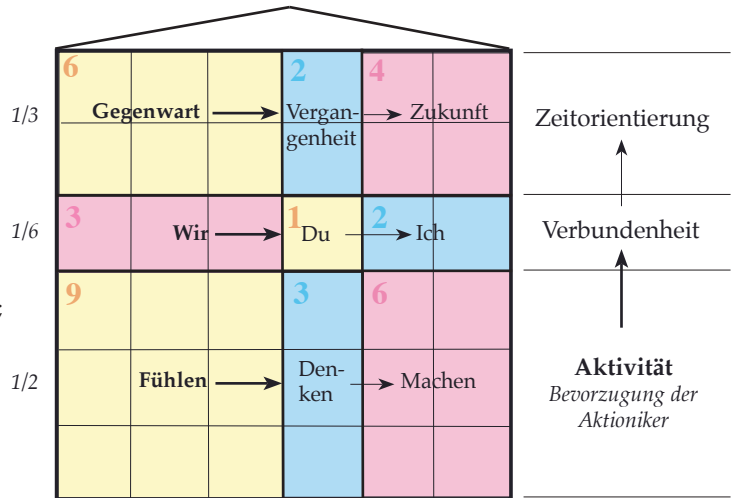 6 2 4
1/3 Gegenwart Vergan- Zukunft Zeitorientierung
genheit
3 1 2
1/6 Wir Du Ich Verbundenheit
9 3 6
Den- Aktivität
1/2 Fühlen ken Machen Bevorzugung der
Aktioniker